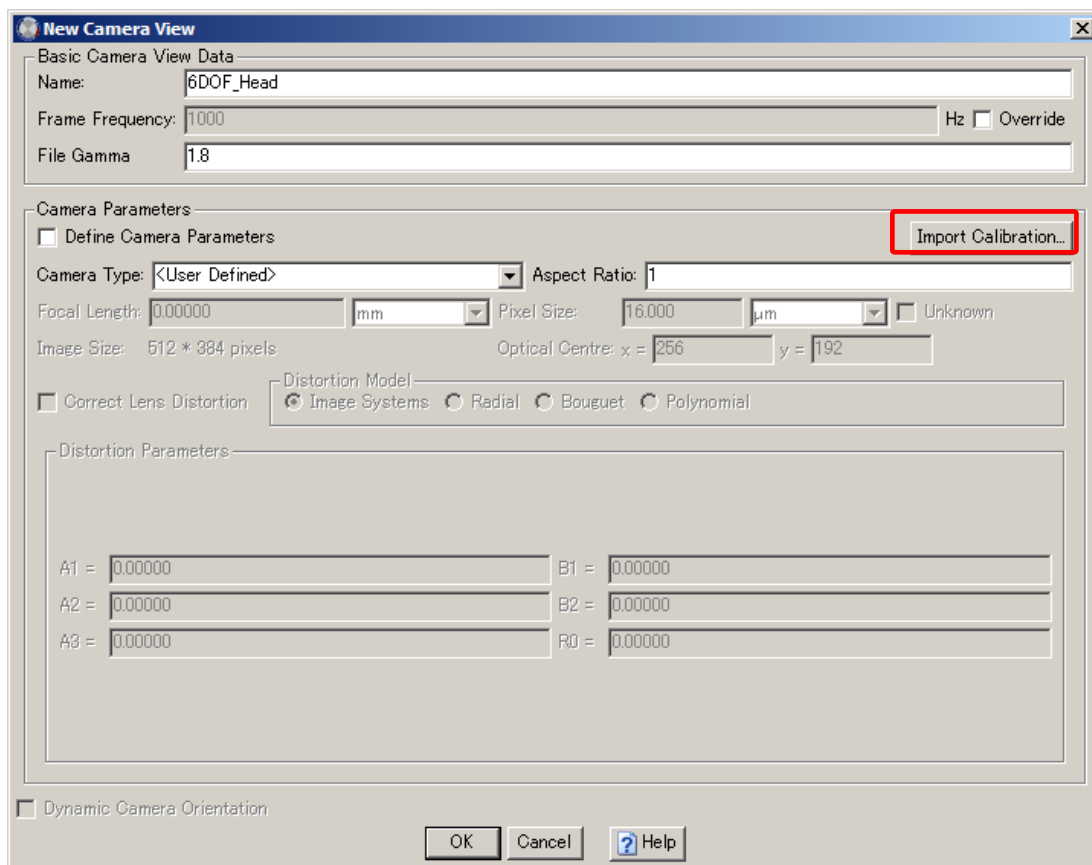 New Camera View
Basic Camera View Data
Name: 6DOF_Head
Frame Frequency: 1000 Hz Override
File Gamma 1.8
Camera Parameters
Define Camera Parameters Import Calibration...
Camera Type: <User Defined> Aspect Ratio: 1
Focal Length: 0.00000 mm Pixel Size: 16.000 µm Unknown
Image Size: 512 * 384 pixels Optical Centre: x = 256 y = 192
Distortion Model
Correct Lens Distortion Image Systems Radial Bouguet Polynomial
Distortion Parameters
A1 = 0.00000 B1 = 0.00000
A2 = 0.00000 B2 = 0.00000
A3 = 0.00000 R0 = 0.00000
Dynamic Camera Orientation
OK Cancel ? Help